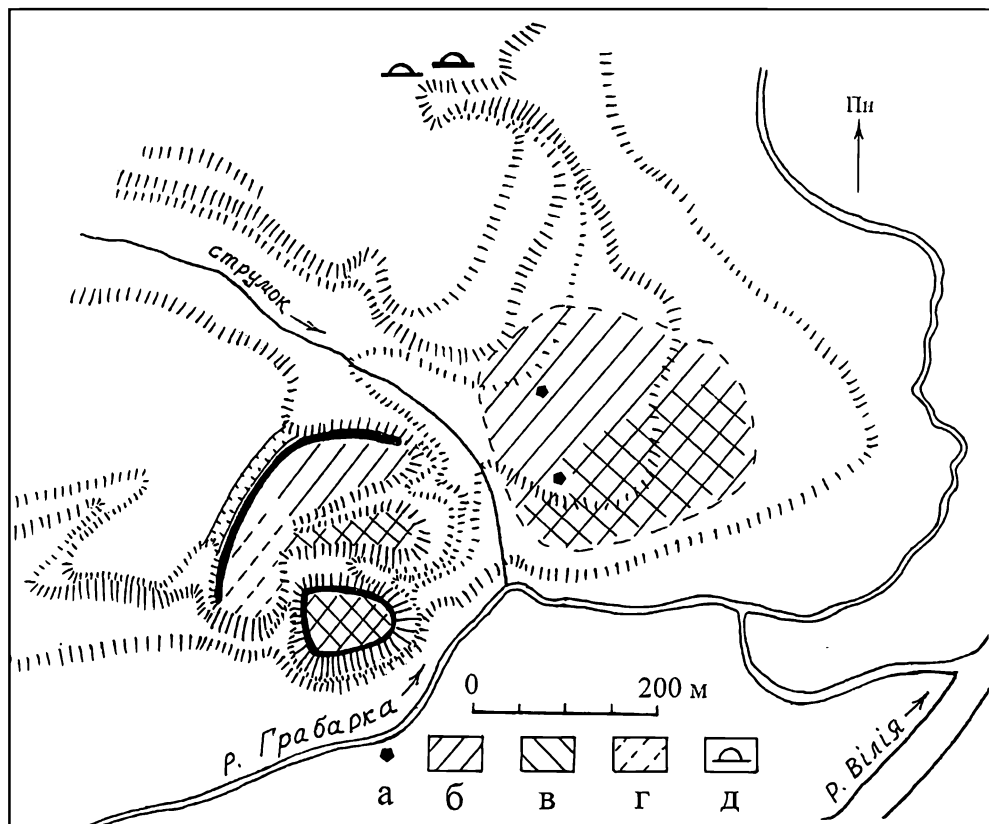 Пн
струмок
0 200 м
р. Грабарка
р. Вілія
а б в г д